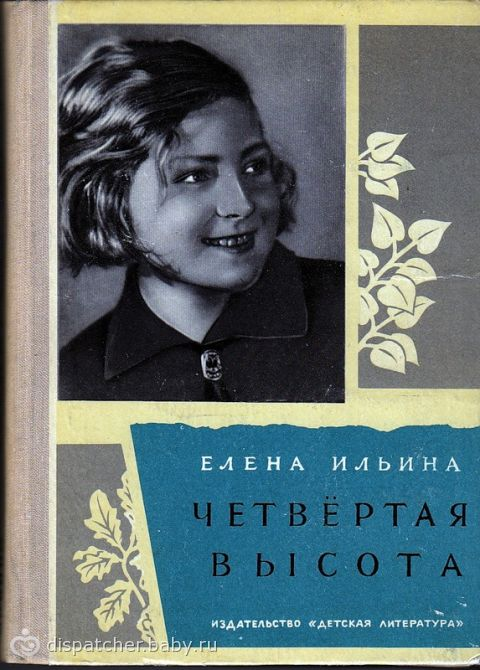 ЕЛЕНА ИЛЬИНА
ЧЕТВЁРТАЯ
ВЫСОТА
ИЗДАТЕЛЬСТВО «ДЕТСКАЯ ЛИТЕРАТУРА»
dispatcher.baby.ru